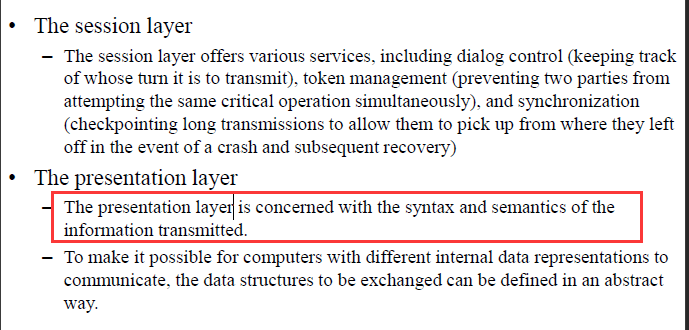 • The session layer
– The session layer offers various services, including dialog control (keeping track
of whose turn it is to transmit), token management (preventing two parties from
attempting the same critical operation simultaneously), and synchronization
(checkpointing long transmissions to allow them to pick up from where they left
off in the event of a crash and subsequent recovery)
• The presentation layer
– The presentation layer is concerned with the syntax and semantics of the
information transmitted.
– To make it possible for computers with different internal data representations to
communicate, the data structures to be exchanged can be defined in an abstract
way.